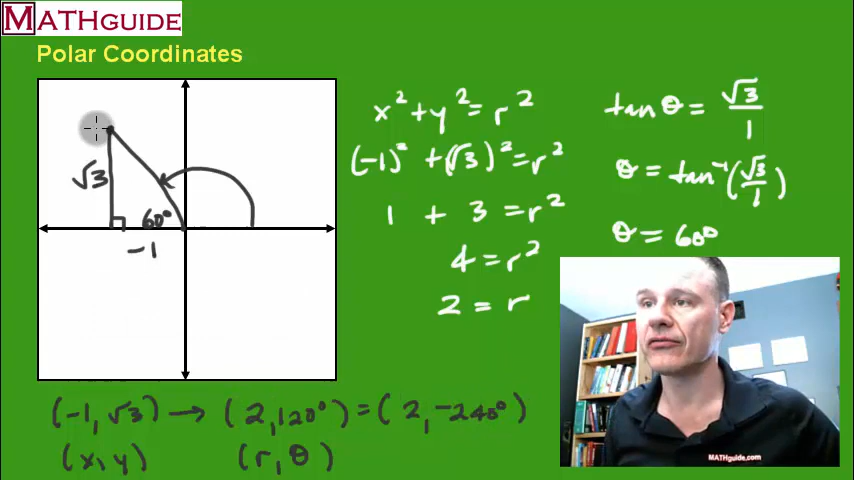 MATHGUIDE
Polar Coordinates
√3
60°
-1
x² + y² = r²
(-1)² + (√3)² = r²
1 + 3 = r²
4 = r²
2 = r
tan θ = √3/1
θ = tan⁻¹(√3/1)
θ = 60°
(-1, √3) → (2, 120°) = (2, -240°)
(x, y) (r, θ)
MATHguide.com